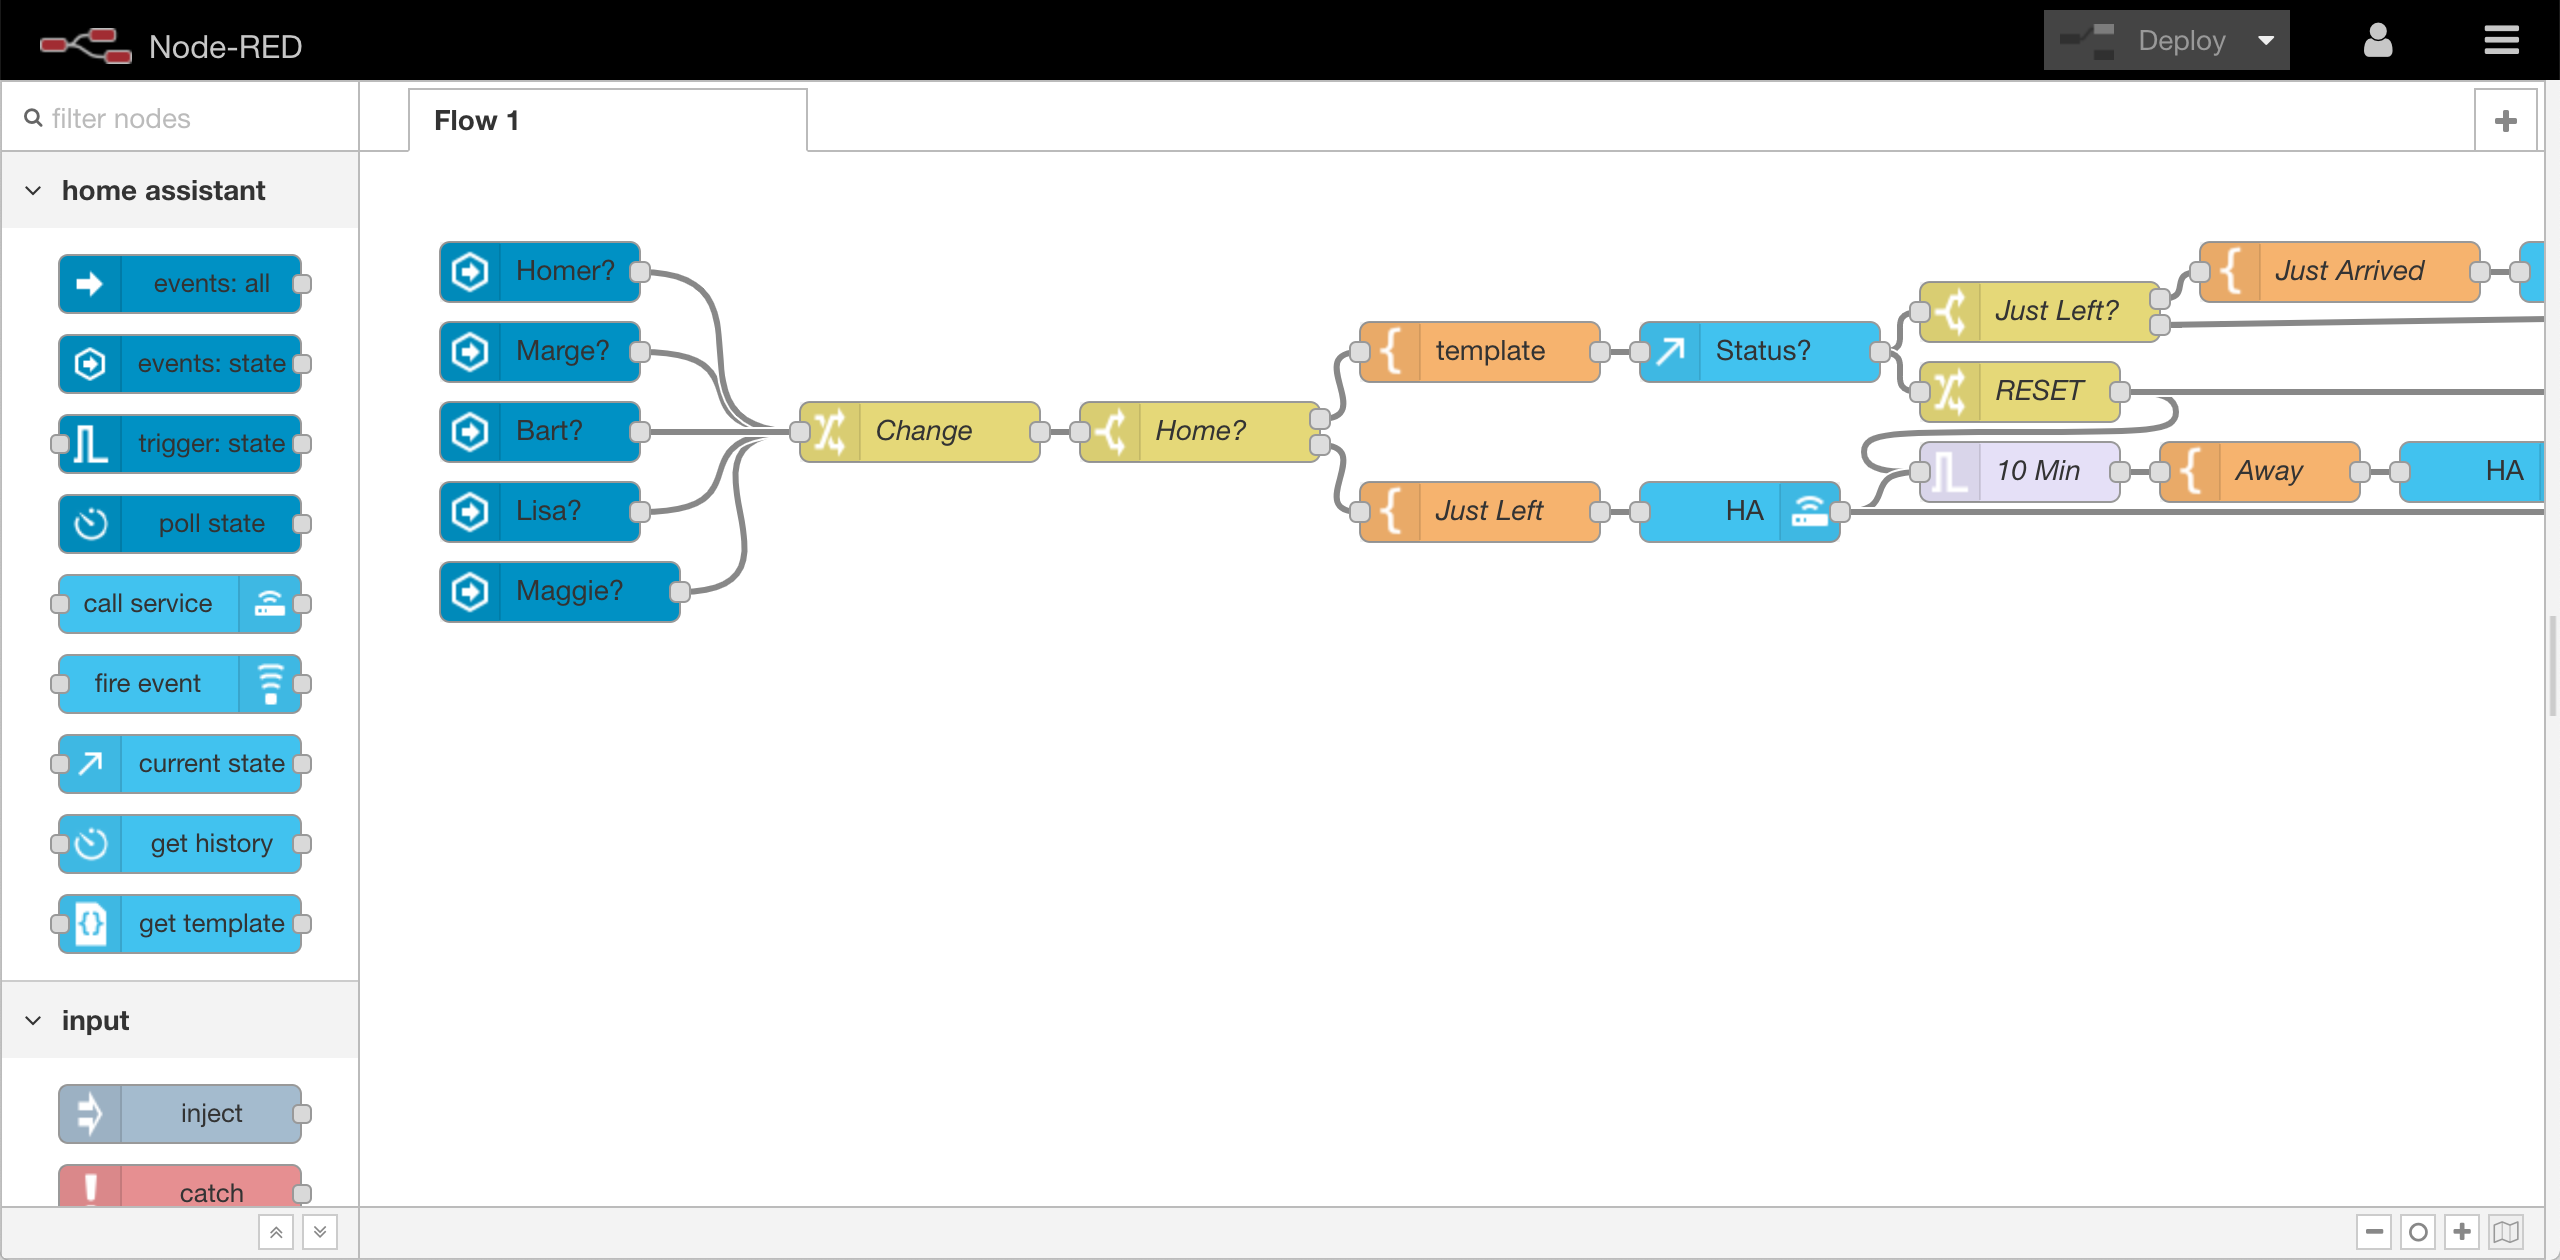 Node-RED
Deploy
filter nodes
Flow 1
home assistant
events: all
events: state
trigger: state
poll state
call service
fire event
current state
get history
get template
input
inject
catch
Homer?
Marge?
Bart?
Lisa?
Maggie?
Change
Home?
template
Status?
Just Left
HA
Just Left?
RESET
10 Min
Just Arrived
Away
HA